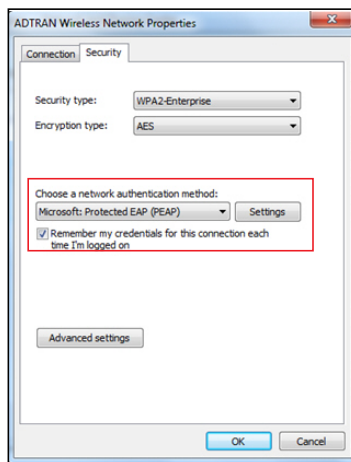 ADTRAN Wireless Network Properties
Connection Security
Security type: WPA2-Enterprise
Encryption type: AES
Choose a network authentication method:
Microsoft: Protected EAP (PEAP) Settings
Remember my credentials for this connection each
time I'm logged on
Advanced settings
OK Cancel